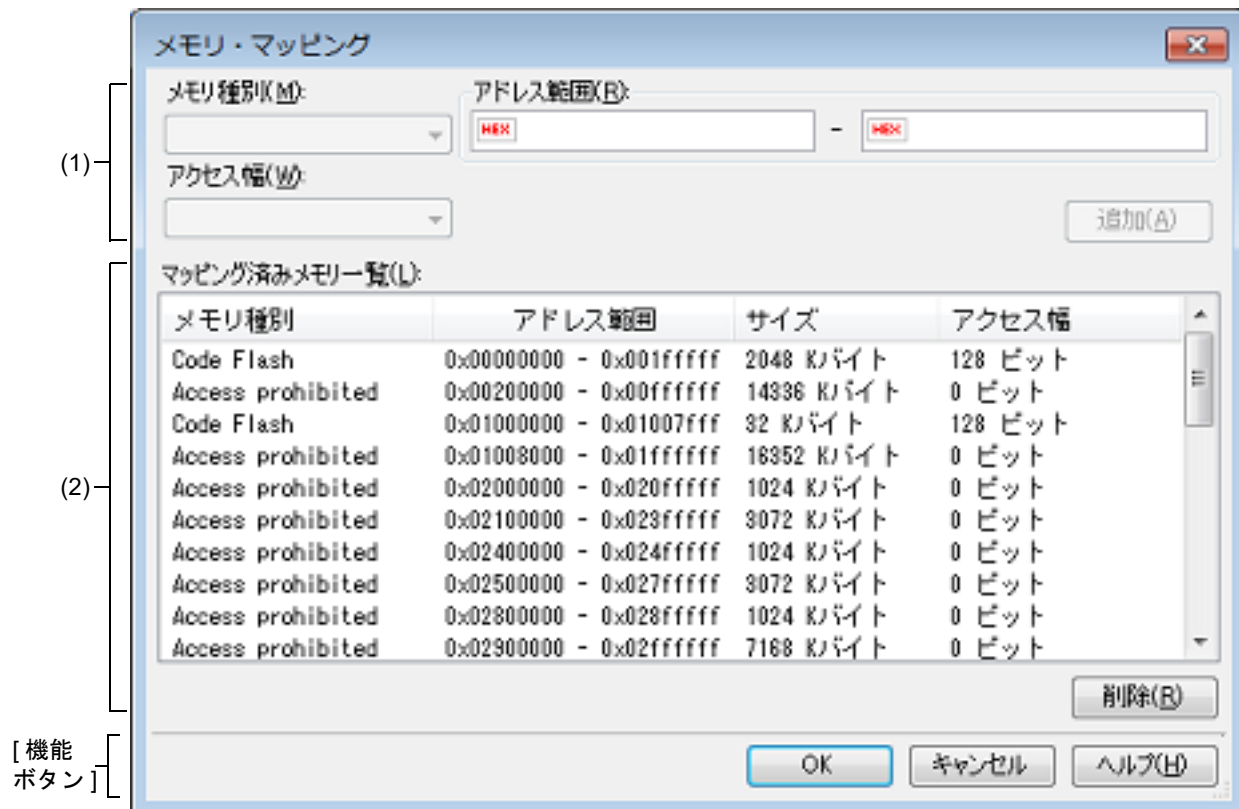 メモリ・マッピング
メモリ種別(M):
アドレス範囲(R):
HEX - HEX
(1)
アクセス幅(W):
追加(A)
マッピング済みメモリ一覧(L):
メモリ種別 アドレス範囲 サイズ アクセス幅
Code Flash 0x00000000 - 0x001fffff 2048 Kバイト 128 ビット
Access prohibited 0x00200000 - 0x00ffffff 14336 Kバイト 0 ビット
Code Flash 0x01000000 - 0x01007fff 32 Kバイト 128 ビット
Access prohibited 0x01008000 - 0x01ffffff 16352 Kバイト 0 ビット
(2)
Access prohibited 0x02000000 - 0x020fffff 1024 Kバイト 0 ビット
Access prohibited 0x02100000 - 0x023fffff 3072 Kバイト 0 ビット
Access prohibited 0x02400000 - 0x024fffff 1024 Kバイト 0 ビット
Access prohibited 0x02500000 - 0x027fffff 3072 Kバイト 0 ビット
Access prohibited 0x02800000 - 0x028fffff 1024 Kバイト 0 ビット
Access prohibited 0x02900000 - 0x02ffffff 7168 Kバイト 0 ビット
削除(R)
[ 機能
ボタン ]
OK キャンセル ヘルプ(H)